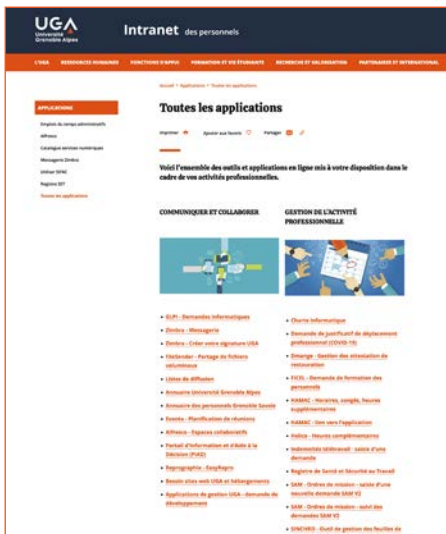 UGA
Université
Grenoble Alpes
Intranet des personnels
L'UGA RESSOURCES HUMAINES FONCTIONS D'APPUI FORMATION ET VIE ÉTUDIANTE RECHERCHE ET VALORISATION PARTENAIRES ET INTERNATIONAL
Accueil > Applications > Toutes les applications
APPLICATIONS
Emplois du temps administratifs
Alfresco
Catalogue services numériques
Messagerie Zimbra
Utiliser SIFAC
Registre SST
Toutes les applications
Toutes les applications
Imprimer Ajouter aux favoris Partager
Voici l'ensemble des outils et applications en ligne mis à votre disposition dans le
cadre de vos activités professionnelles.
COMMUNIQUER ET COLLABORER
GLPI - Demandes informatiques
Zimbra - Messagerie
Zimbra - Créer votre signature UGA
FileSender - Partage de fichiers
volumineux
Listes de diffusion
Annuaire Université Grenoble Alpes
Annuaire des personnels Grenoble Savoie
Evento - Planification de réunions
Alfresco - Espaces collaboratifs
Portail d'Information et d'Aide à la
Décision (PIAD)
Reprographie - EasyRepro
Besoin sites web UGA et hébergements
Applications de gestion UGA - demande de
développement
GESTION DE L'ACTIVITÉ
PROFESSIONNELLE
Charte informatique
Demande de justificatif de déplacement
professionnel (COVID-19)
Emarge - Gestion des attestation de
restauration
FICEL - Demande de formation des
personnels
HAMAC - Horaires, congés, heures
supplémentaires
HAMAC - lien vers l'application
Helico - Heures complémentaires
Indemnités télétravail - saisie d'une
demande
Registre de Santé et Sécurité au Travail
SAM - Ordres de mission - saisie d'une
nouvelle demande SAM V2
SAM - Ordres de mission - suivi des
demandes SAM V2
SYNCHRO - Outil de gestion des feuilles de